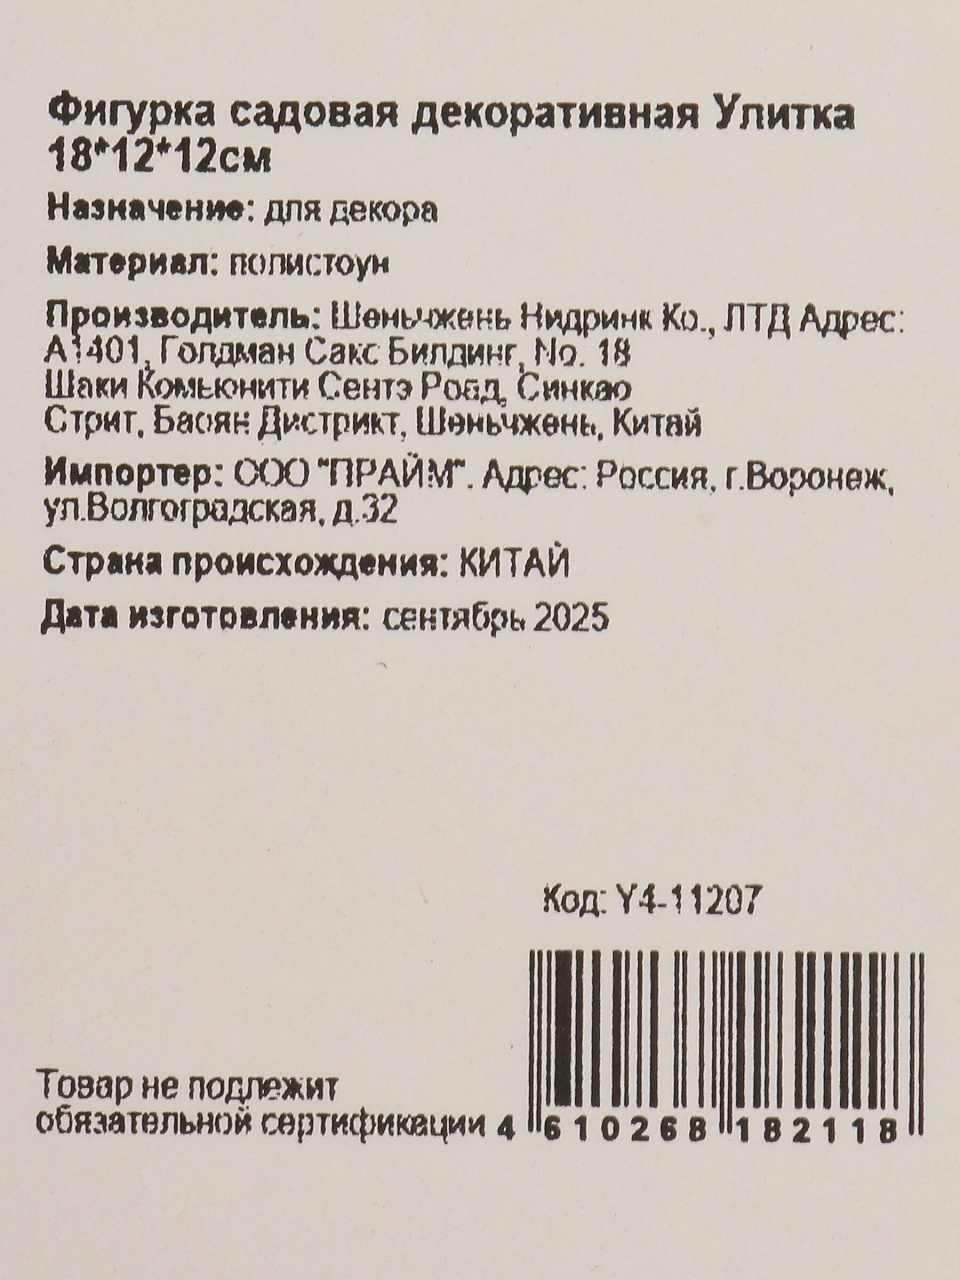 Фигурка садовая декоративная Улитка
18*12*12см
Назначение: для декора
Материал: полистоун
Производитель: Шеньчжень Нидринк Ко., ЛТД Адрес:
А1401, Голдман Сакс Билдинг, No. 18
Шаки Комьюнити Сентэ Роад, Синкао
Стрит, Баоян Дистрикт, Шеньчжень, Китай
Импортер: ООО "ПРАЙМ". Адрес: Россия, г.Воронеж,
ул.Волгоградская, д.32
Страна происхождения: КИТАЙ
Дата изготовления: сентябрь 2025
Код: Y4-11207
Товар не подлежит
обязательной сертификации
4 610268 182118